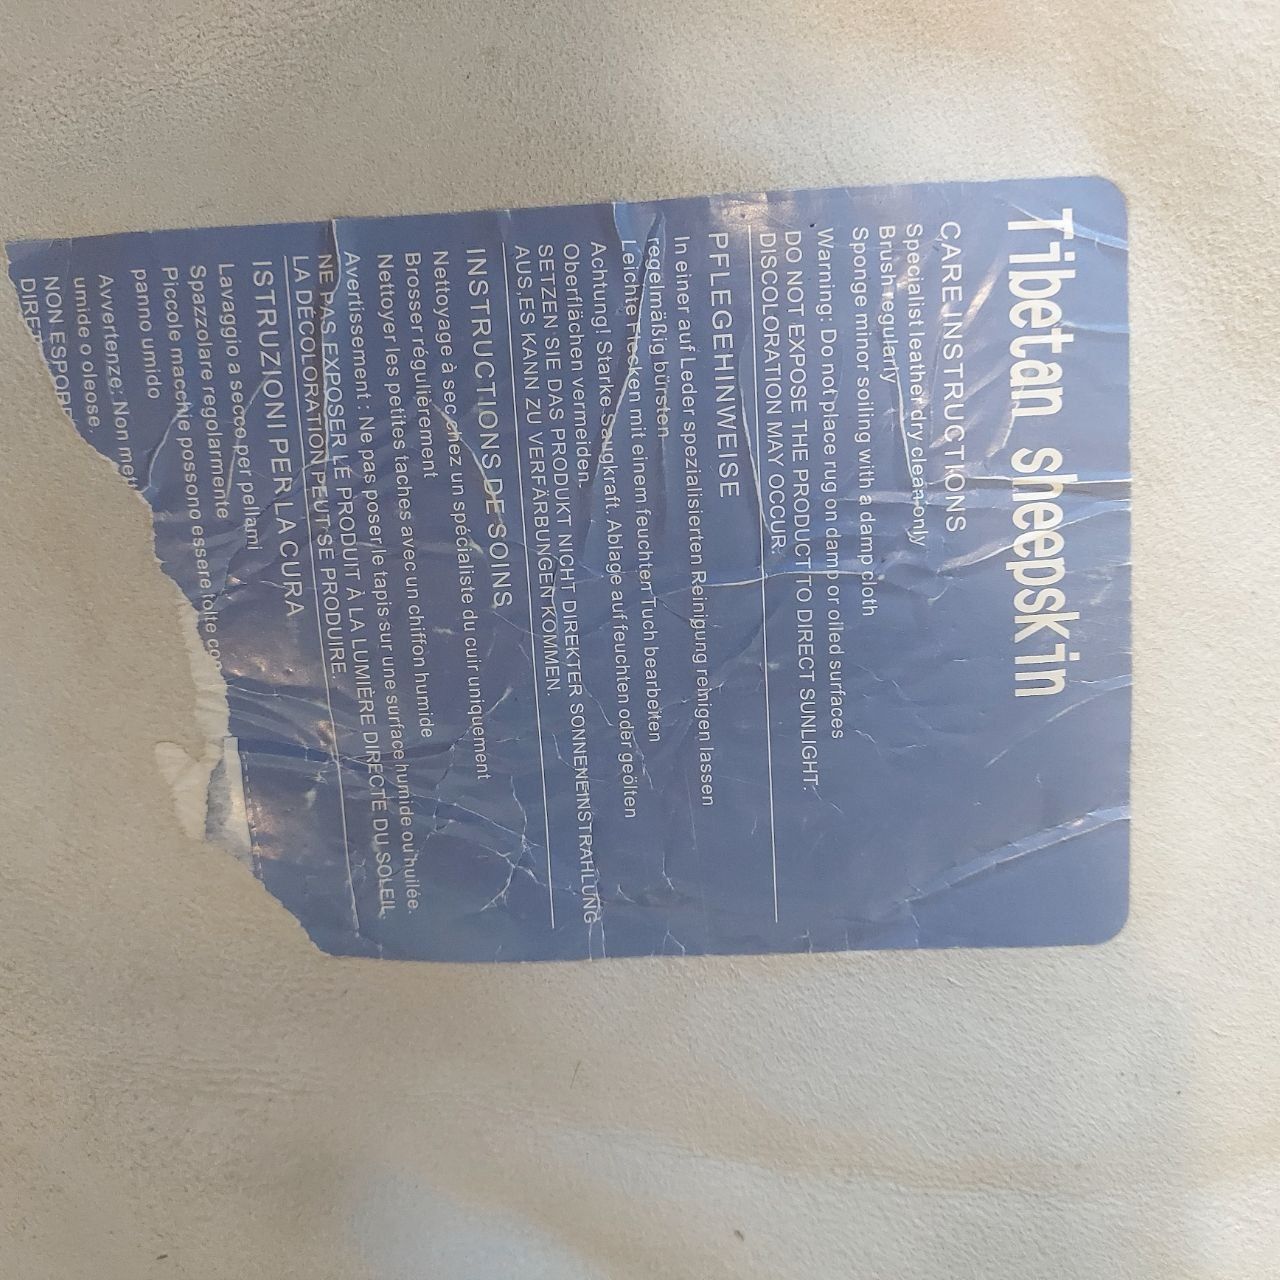 Tibetan sheepskin
CARE INSTRUCTIONS
Specialist leather dry clean only
Brush regularly
Sponge minor soiling with a damp cloth
Warning: Do not place rug on damp or oiled surfaces
DO NOT EXPOSE THE PRODUCT TO DIRECT SUNLIGHT.
DISCOLORATION MAY OCCUR.
PFLEGEHINWEISE
In einer auf Leder spezialisierten Reinigung reinigen lassen
regelmäßig bürsten
Leichte Flecken mit einem feuchten Tuch bearbeiten
Achtung! Starke Saugkraft. Ablage auf feuchten oder geölten
Oberflächen vermeiden.
SETZEN SIE DAS PRODUKT NICHT DIREKTER SONNENEINSTRAHLUNG
AUS,ES KANN ZU VERFÄRBUNGEN KOMMEN.
INSTRUCTIONS DE SOINS
Nettoyage à sec chez un spécialiste du cuir uniquement
Brosser régulièrement
Nettoyer les petites taches avec un chiffon humide
Avertissement : Ne pas poser le tapis sur une surface humide ou huilée.
NE PAS EXPOSER LE PRODUIT À LA LUMIÈRE DIRECTE DU SOLEIL.
LA DÉCOLORATION PEUT SE PRODUIRE.
ISTRUZIONI PER LA CURA
Lavaggio a secco per pellami
Spazzolare regolarmente
Piccole macchie possono essere tolte con
panno umido
Avvertenze: Non mett
umide o oleose.
NON ESPORRE
DIRET